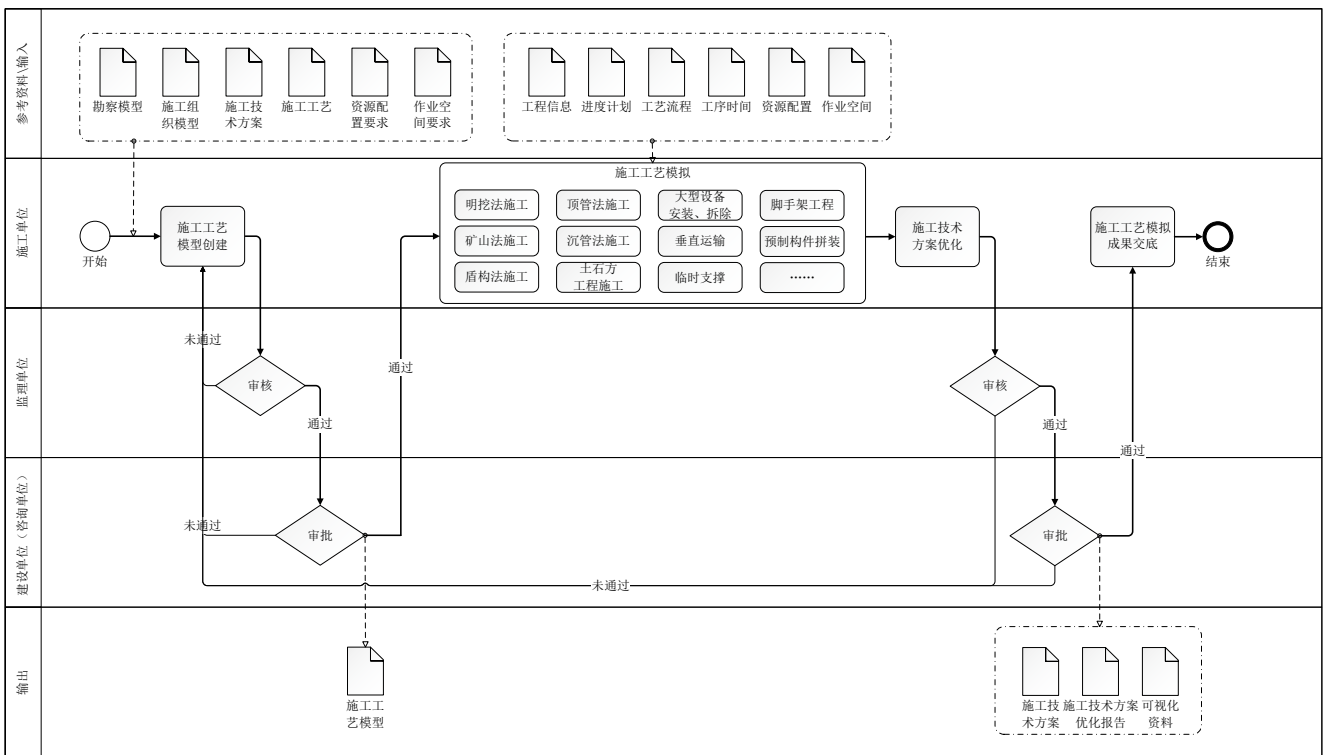 参考资料\输入
勘察模型
施工组
织模型
施工技
术方案
施工工艺
资源配
置要求
作业空
间要求
工程信息
进度计划
工艺流程
工序时间
资源配置
作业空间
施工单位
开始
施工工艺
模型创建
施工工艺模拟
明挖法施工
顶管法施工
大型设备
安装、拆除
脚手架工程
矿山法施工
沉管法施工
垂直运输
预制构件拼装
盾构法施工
土石方
工程施工
临时支撑
……
施工技术
方案优化
施工工艺模拟
成果交底
结束
监理单位
未通过
审核
通过
通过
审核
通过
通过
建设单位（咨询单位）
未通过
审批
审批
未通过
输出
施工工
艺模型
施工技
术方案
施工技术方案
优化报告
可视化
资料